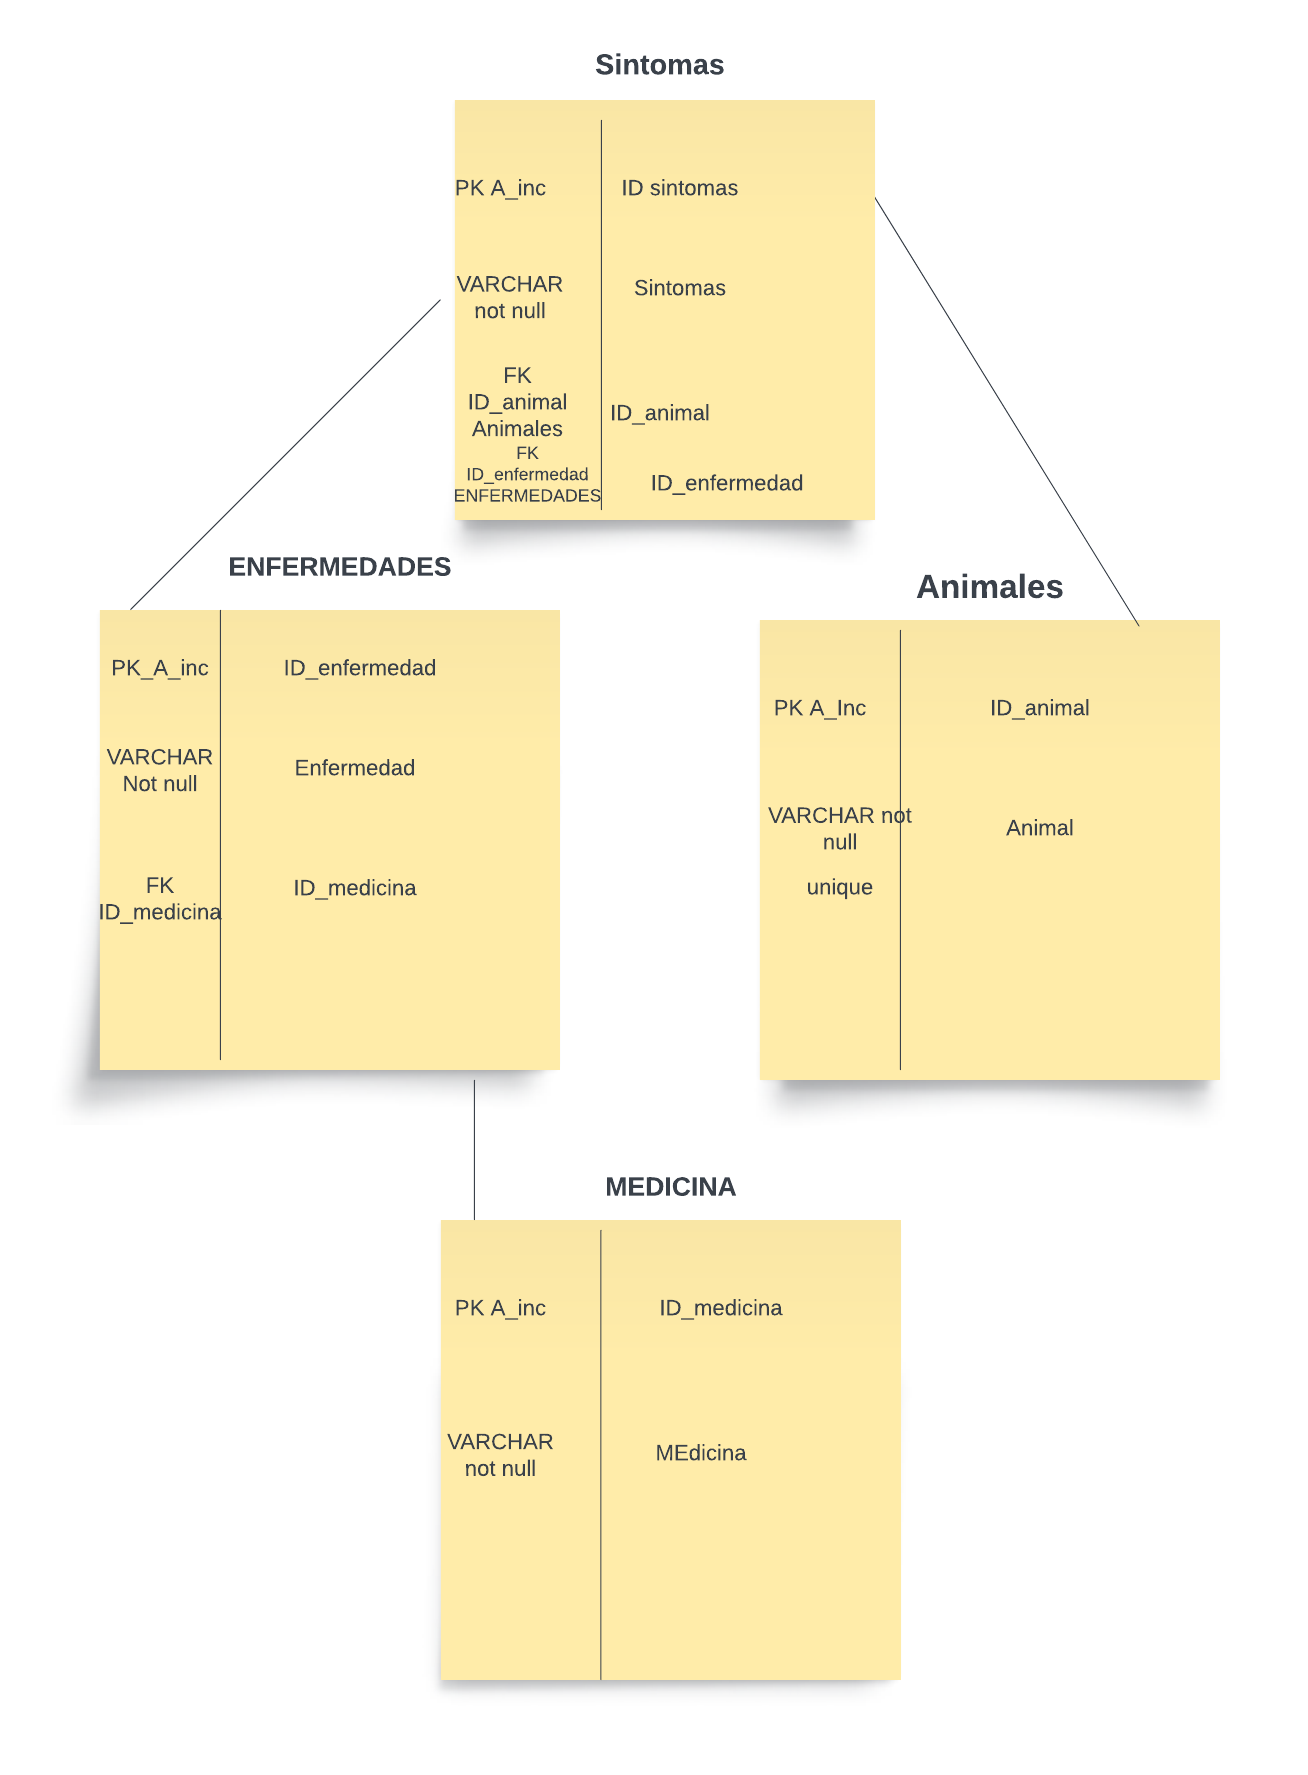 Sintomas
PK A_inc
ID sintomas
VARCHAR
not null
Sintomas
FK
ID_animal
Animales
ID_animal
FK
ID_enfermedad
ENFERMEDADES
ID_enfermedad
ENFERMEDADES
PK_A_inc
ID_enfermedad
VARCHAR
Not null
Enfermedad
FK
ID_medicina
ID_medicina
Animales
PK A_Inc
ID_animal
VARCHAR not
null
unique
Animal
MEDICINA
PK A_inc
ID_medicina
VARCHAR
not null
MEdicina